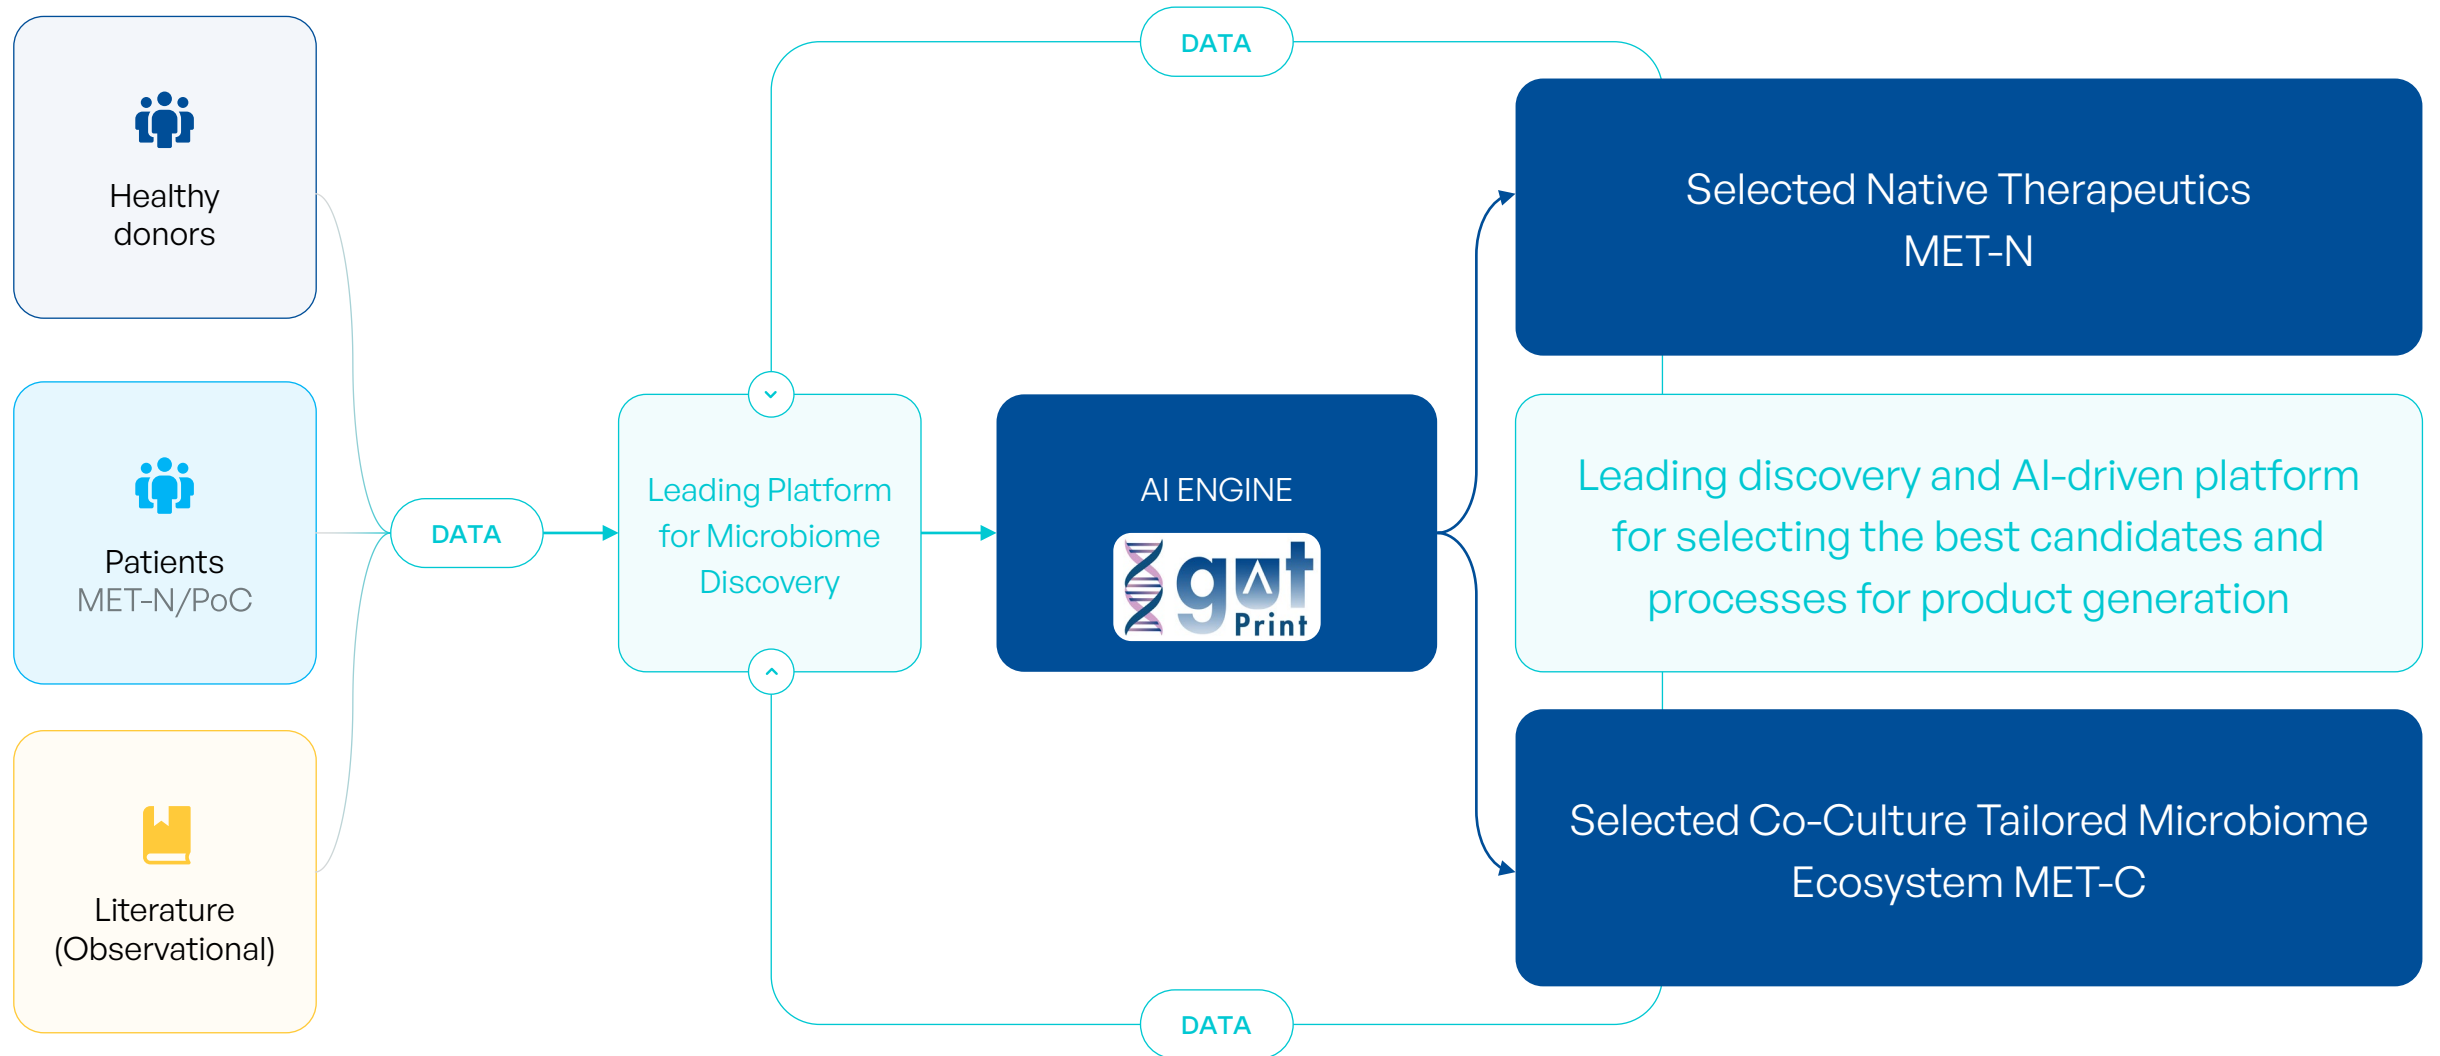 Healthy
donors
Patients
MET-N/PoC
Literature
(Observational)
DATA
Leading Platform
for Microbiome
Discovery
DATA
DATA
AI ENGINE
gut
Print
Selected Native Therapeutics
MET-N
Leading discovery and AI-driven platform
for selecting the best candidates and
processes for product generation
Selected Co-Culture Tailored Microbiome
Ecosystem MET-C